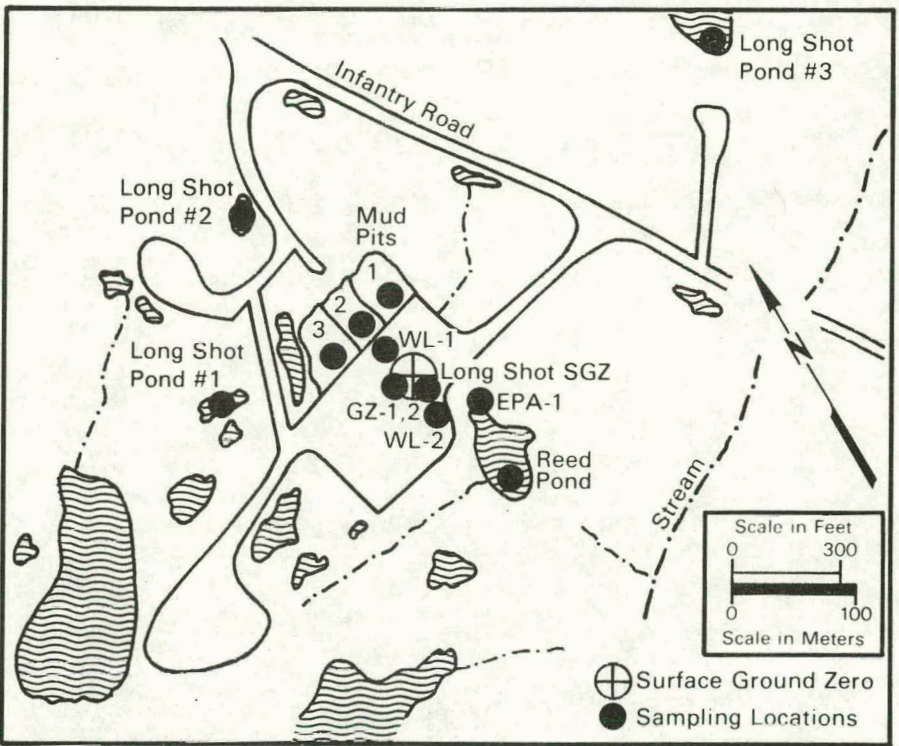 Long Shot
Pond #3
Infantry Road
Long Shot
Pond #2
Mud
Pits
1
2
3
WL-1
Long Shot
Pond #1
Long Shot SGZ
GZ-1,2
EPA-1
WL-2
Reed
Pond
Stream
Scale in Feet
0 300
0 100
Scale in Meters
Surface Ground Zero
Sampling Locations